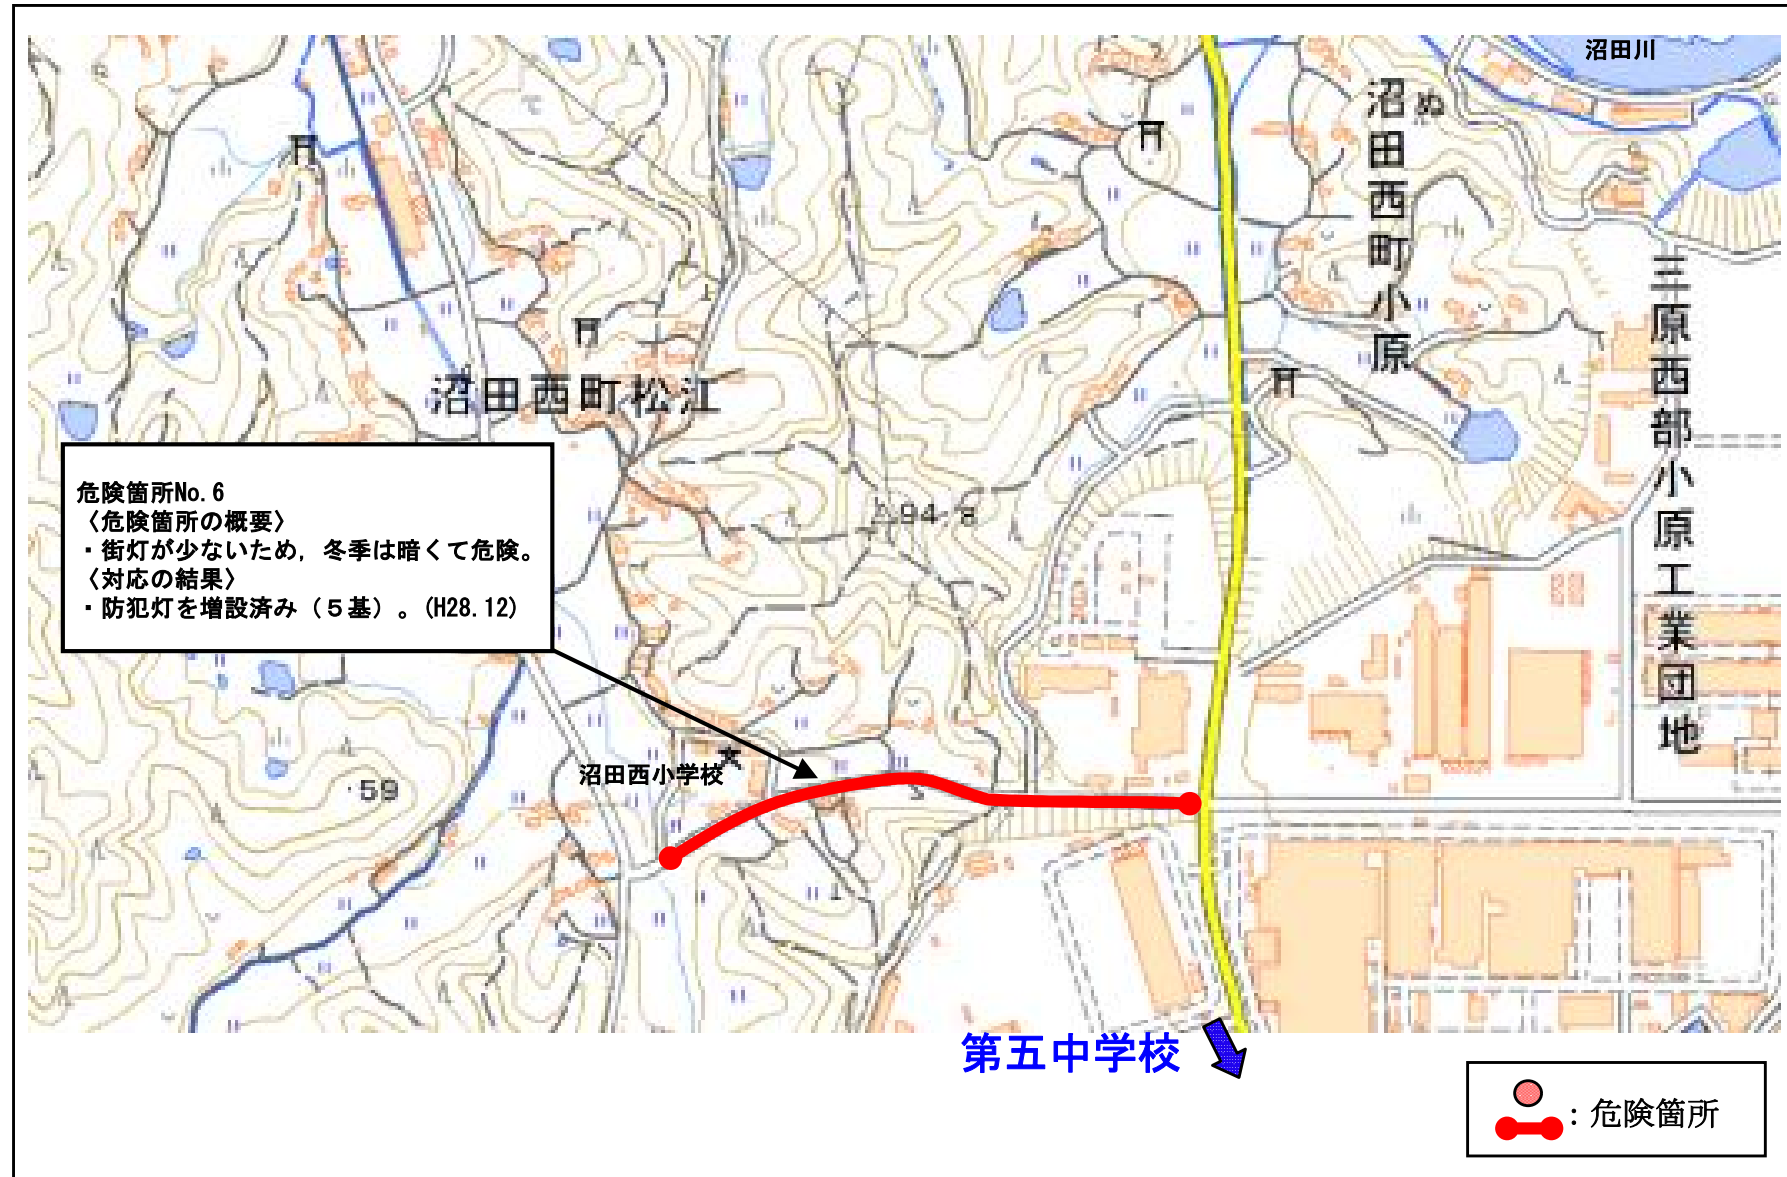 沼田川
沼田西町小原
ぬ
三原西部小原工業団地
沼田西町松江
危険箇所No.6
〈危険箇所の概要〉
・街灯が少ないため，冬季は暗くて危険。
〈対応の結果〉
・防犯灯を増設済み（５基）。(H28.12)
94.8
沼田西小学校
・59
第五中学校
：危険箇所